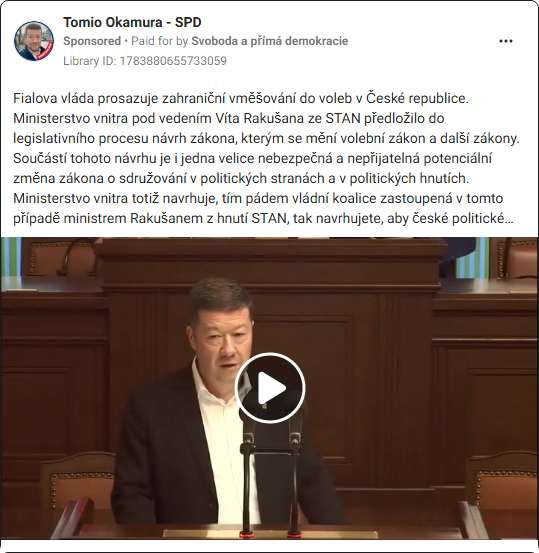 Tomio Okamura - SPD
Sponsored • Paid for by Svoboda a přímá demokracie
Library ID: 1783880655733059
Fialova vláda prosazuje zahraniční vměšování do voleb v České republice.
Ministerstvo vnitra pod vedením Víta Rakušana ze STAN předložilo do
legislativního procesu návrh zákona, kterým se mění volební zákon a další zákony.
Součástí tohoto návrhu je i jedna velice nebezpečná a nepřijatelná potenciální
změna zákona o sdružování v politických stranách a v politických hnutích.
Ministerstvo vnitra totiž navrhuje, tím pádem vládní koalice zastoupená v tomto
případě ministrem Rakušanem z hnutí STAN, tak navrhujete, aby české politické...